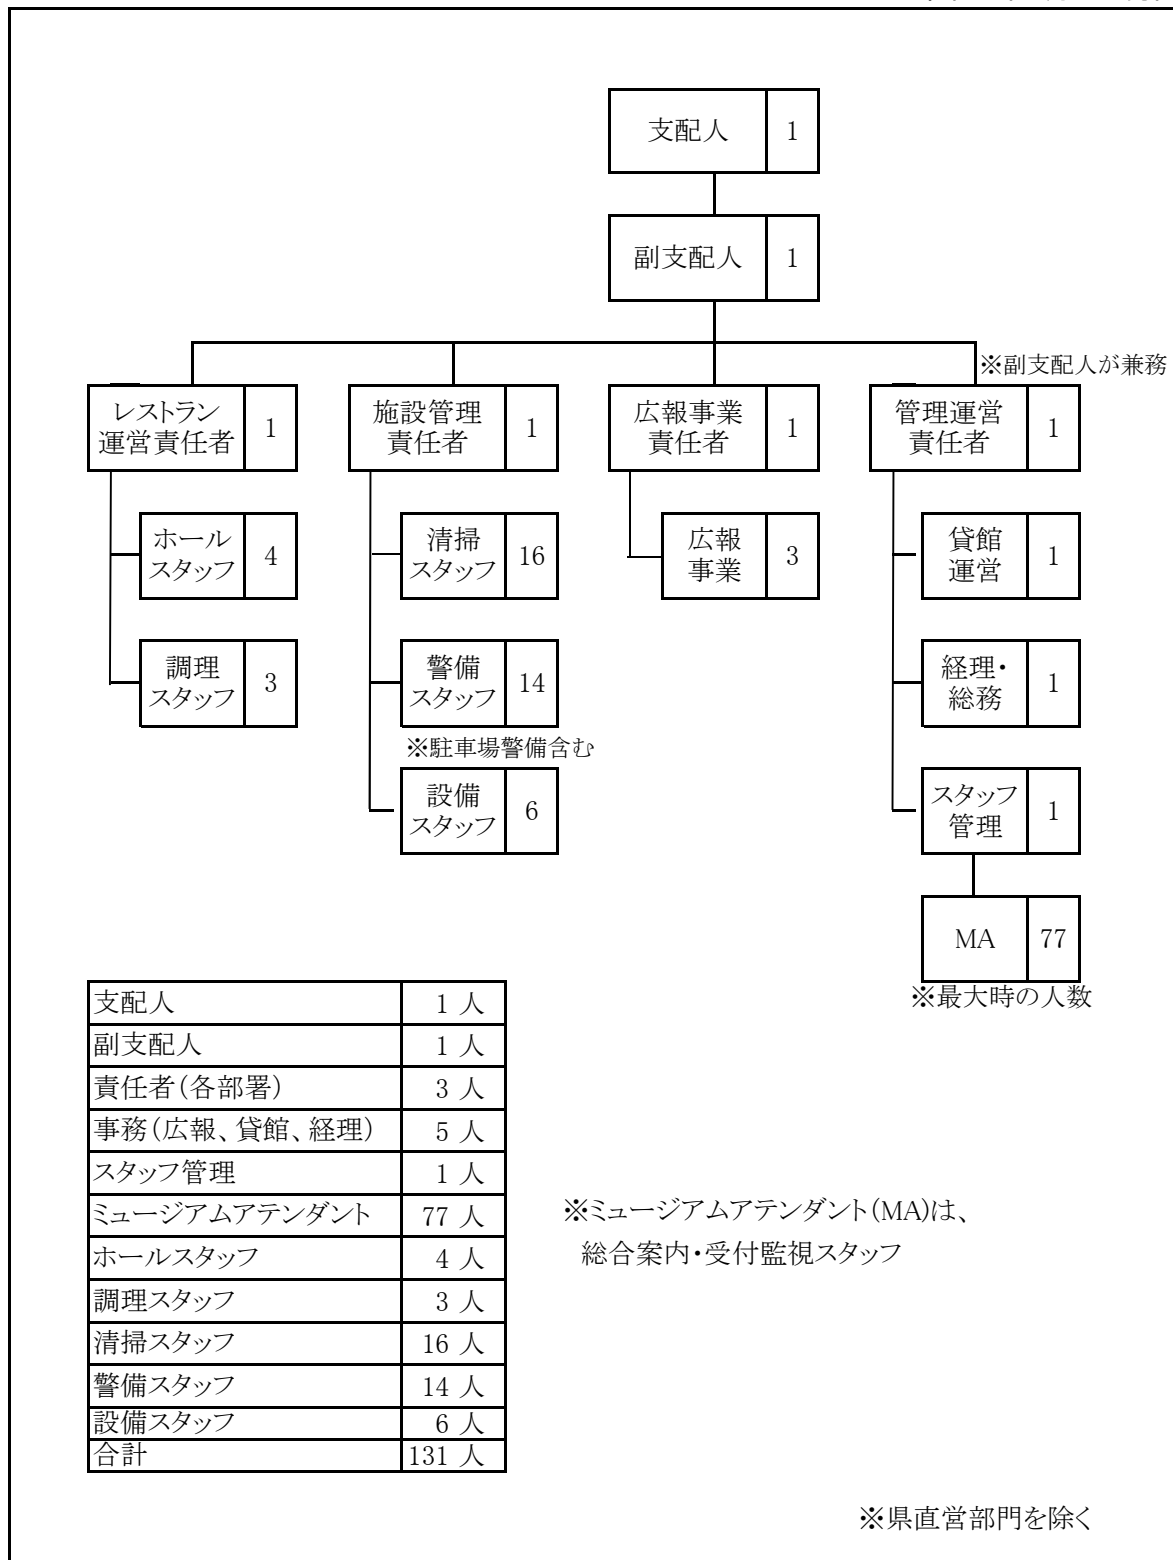 支配人 1
副支配人 1
※副支配人が兼務
レストラン
運営責任者 1
施設管理
責任者 1
広報事業
責任者 1
管理運営
責任者 1
ホール
スタッフ 4
清掃
スタッフ 16
広報
事業 3
貸館
運営 1
調理
スタッフ 3
警備
スタッフ 14
※駐車場警備含む
経理・
総務 1
設備
スタッフ 6
スタッフ
管理 1
MA 77
※最大時の人数
支配人 1 人
副支配人 1 人
責任者(各部署) 3 人
事務(広報、貸館、経理) 5 人
スタッフ管理 1 人
ミュージアムアテンダント 77 人
ホールスタッフ 4 人
調理スタッフ 3 人
清掃スタッフ 16 人
警備スタッフ 14 人
設備スタッフ 6 人
合計 131 人
※ミュージアムアテンダント(MA)は、
総合案内・受付監視スタッフ
※県直営部門を除く